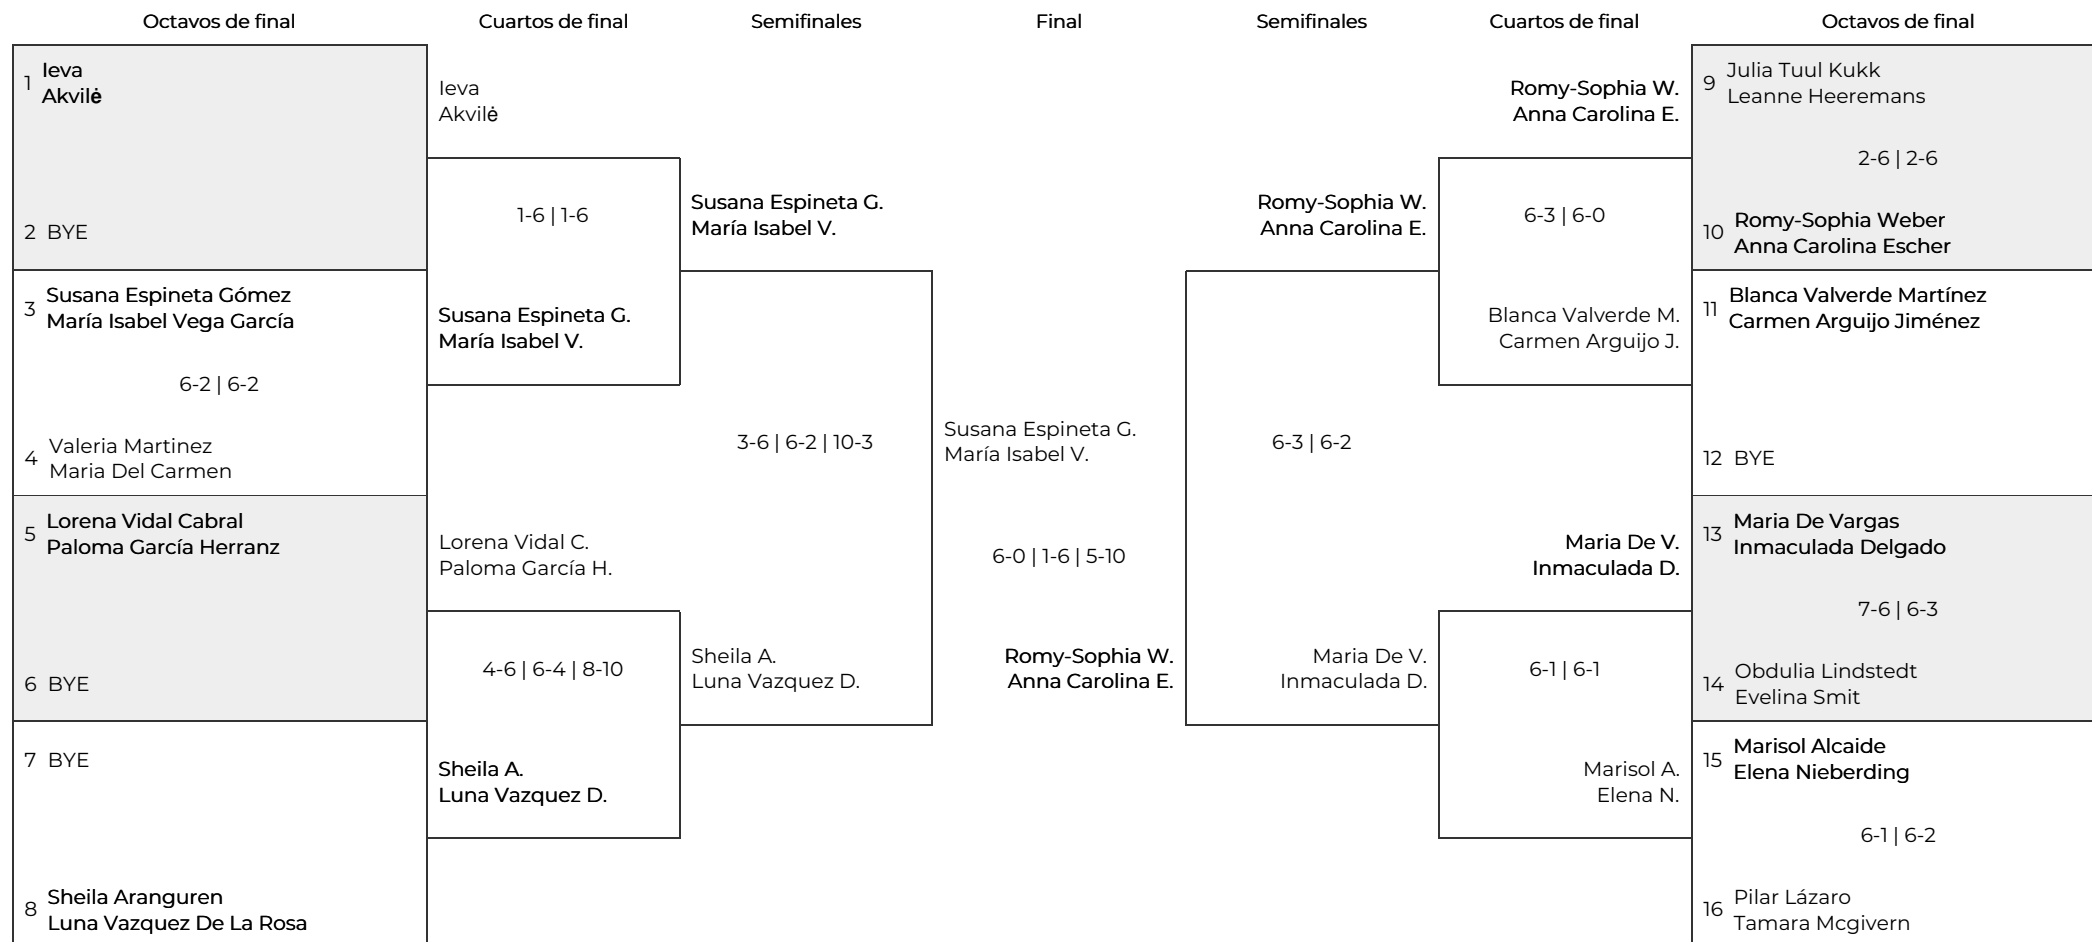 Octavos de final
Cuartos de final
Semifinales
Final
Semifinales
Cuartos de final
Octavos de final
1
Ieva
Akvilė
2 BYE
3
Susana Espineta Gómez
María Isabel Vega García
6-2 | 6-2
4
Valeria Martinez
Maria Del Carmen
5
Lorena Vidal Cabral
Paloma García Herranz
6 BYE
7 BYE
8
Sheila Aranguren
Luna Vazquez De La Rosa
Ieva
Akvilė
1-6 | 1-6
Susana Espineta G.
María Isabel V.
Lorena Vidal C.
Paloma García H.
4-6 | 6-4 | 8-10
Sheila A.
Luna Vazquez D.
Susana Espineta G.
María Isabel V.
3-6 | 6-2 | 10-3
Sheila A.
Luna Vazquez D.
Susana Espineta G.
María Isabel V.
6-0 | 1-6 | 5-10
Romy-Sophia W.
Anna Carolina E.
Romy-Sophia W.
Anna Carolina E.
6-3 | 6-2
Maria De V.
Inmaculada D.
Romy-Sophia W.
Anna Carolina E.
6-3 | 6-0
Blanca Valverde M.
Carmen Arguijo J.
Maria De V.
Inmaculada D.
6-1 | 6-1
Marisol A.
Elena N.
9
Julia Tuul Kukk
Leanne Heeremans
2-6 | 2-6
10
Romy-Sophia Weber
Anna Carolina Escher
11
Blanca Valverde Martínez
Carmen Arguijo Jiménez
12 BYE
13
Maria De Vargas
Inmaculada Delgado
7-6 | 6-3
14
Obdulia Lindstedt
Evelina Smit
15
Marisol Alcaide
Elena Nieberding
6-1 | 6-2
16
Pilar Lázaro
Tamara Mcgivern